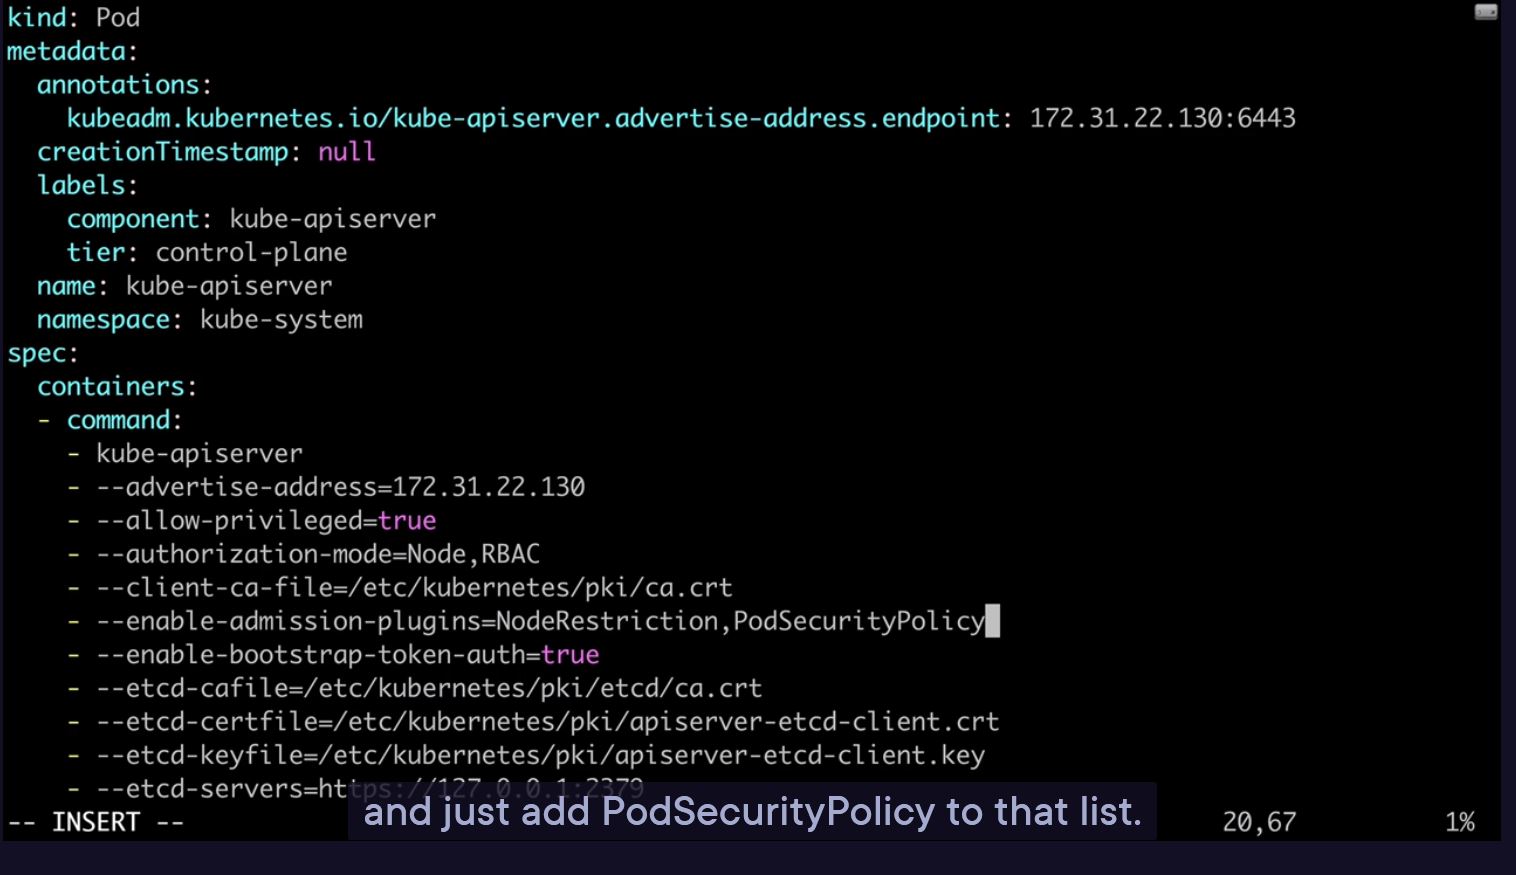 kind: Pod
metadata:
  annotations:
    kubeadm.kubernetes.io/kube-apiserver.advertise-address.endpoint: 172.31.22.130:6443
  creationTimestamp: null
  labels:
    component: kube-apiserver
    tier: control-plane
  name: kube-apiserver
  namespace: kube-system
spec:
  containers:
  - command:
    - kube-apiserver
    - --advertise-address=172.31.22.130
    - --allow-privileged=true
    - --authorization-mode=Node,RBAC
    - --client-ca-file=/etc/kubernetes/pki/ca.crt
    - --enable-admission-plugins=NodeRestriction,PodSecurityPolicy
    - --enable-bootstrap-token-auth=true
    - --etcd-cafile=/etc/kubernetes/pki/etcd/ca.crt
    - --etcd-certfile=/etc/kubernetes/pki/apiserver-etcd-client.crt
    - --etcd-keyfile=/etc/kubernetes/pki/apiserver-etcd-client.key
    - --etcd-servers=https://127.0.0.1:2379
and just add PodSecurityPolicy to that list.
-- INSERT -- 20,67 1%